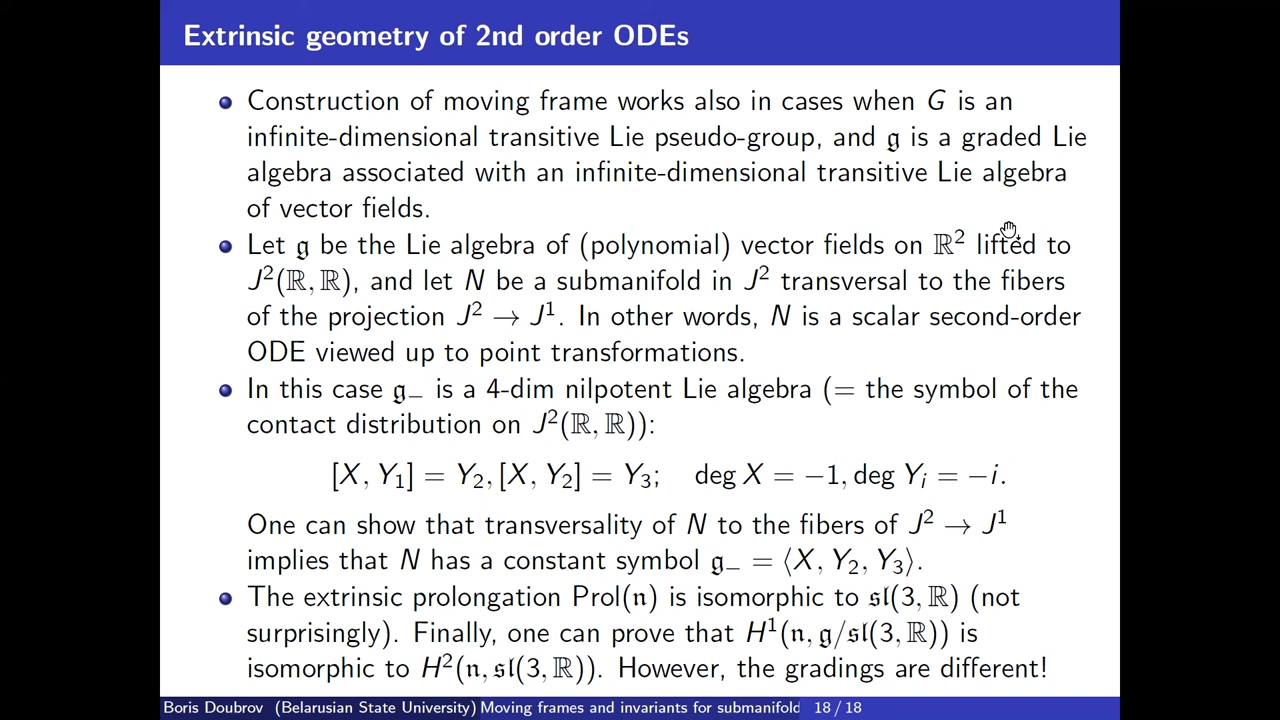 Extrinsic geometry of 2nd order ODEs
Construction of moving frame works also in cases when G is an
infinite-dimensional transitive Lie pseudo-group, and 𝔤 is a graded Lie
algebra associated with an infinite-dimensional transitive Lie algebra
of vector fields.
Let 𝔤 be the Lie algebra of (polynomial) vector fields on ℝ² lifted to
J²(ℝ, ℝ), and let N be a submanifold in J² transversal to the fibers
of the projection J² → J¹. In other words, N is a scalar second-order
ODE viewed up to point transformations.
In this case 𝔤₋ is a 4-dim nilpotent Lie algebra (= the symbol of the
contact distribution on J²(ℝ, ℝ)):
[X, Y₁] = Y₂, [X, Y₂] = Y₃; deg X = −1, deg Yᵢ = −i.
One can show that transversality of N to the fibers of J² → J¹
implies that N has a constant symbol 𝔤₋ = ⟨X, Y₂, Y₃⟩.
The extrinsic prolongation Prol(𝔫) is isomorphic to 𝔰𝔩(3, ℝ) (not
surprisingly). Finally, one can prove that H¹(𝔫, 𝔤/𝔰𝔩(3, ℝ)) is
isomorphic to H²(𝔫, 𝔰𝔩(3, ℝ)). However, the gradings are different!
Boris Doubrov (Belarusian State University) Moving frames and invariants for submanifold 18 / 18